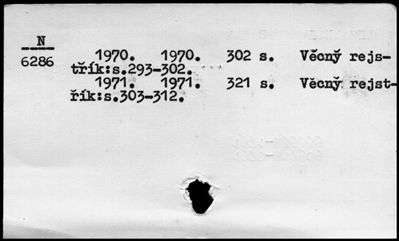 N
6286
1970. 1970. 302 s. Věcný rejs-
třík:s.293-302.
1971. 1971. 321 s. Věcný rejst-
řík:s.303-312.